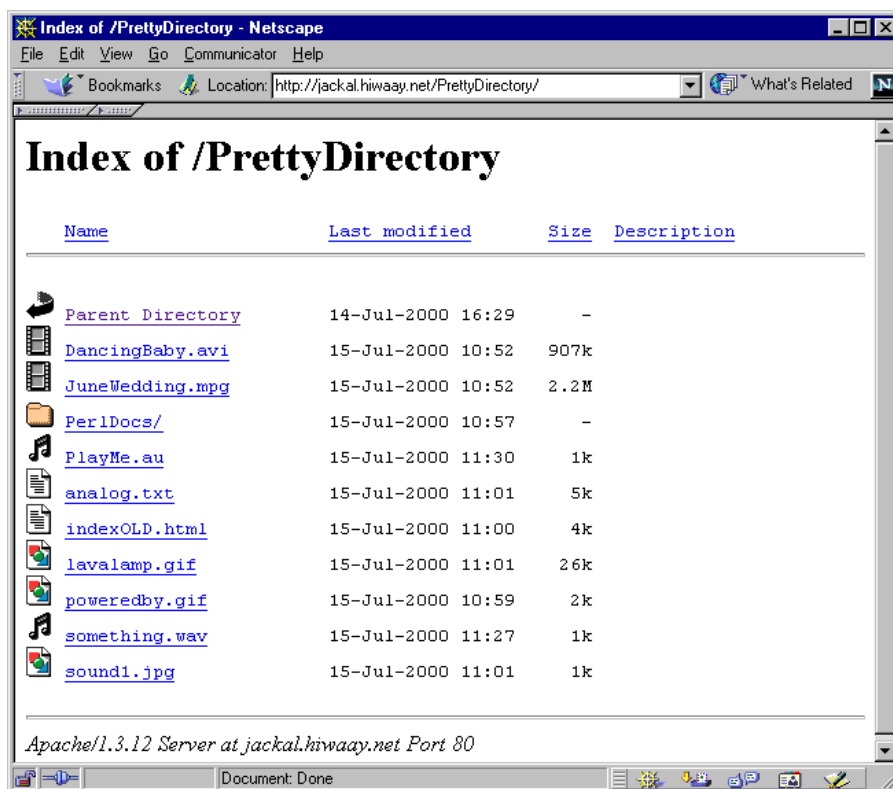 Index of /PrettyDirectory - Netscape
File Edit View Go Communicator Help
Bookmarks Location: http://jackal.hiwaay.net/PrettyDirectory/ What's Related N
Index of /PrettyDirectory
Name Last modified Size Description
Parent Directory 14-Jul-2000 16:29 -
DancingBaby.avi 15-Jul-2000 10:52 907k
JuneWedding.mpg 15-Jul-2000 10:52 2.2M
PerlDocs/ 15-Jul-2000 10:57 -
PlayMe.au 15-Jul-2000 11:30 1k
analog.txt 15-Jul-2000 11:01 5k
indexOLD.html 15-Jul-2000 11:00 4k
lavalamp.gif 15-Jul-2000 11:01 26k
poweredby.gif 15-Jul-2000 10:59 2k
something.wav 15-Jul-2000 11:27 1k
sound1.jpg 15-Jul-2000 11:01 1k
Apache/1.3.12 Server at jackal.hiwaay.net Port 80
Document: Done